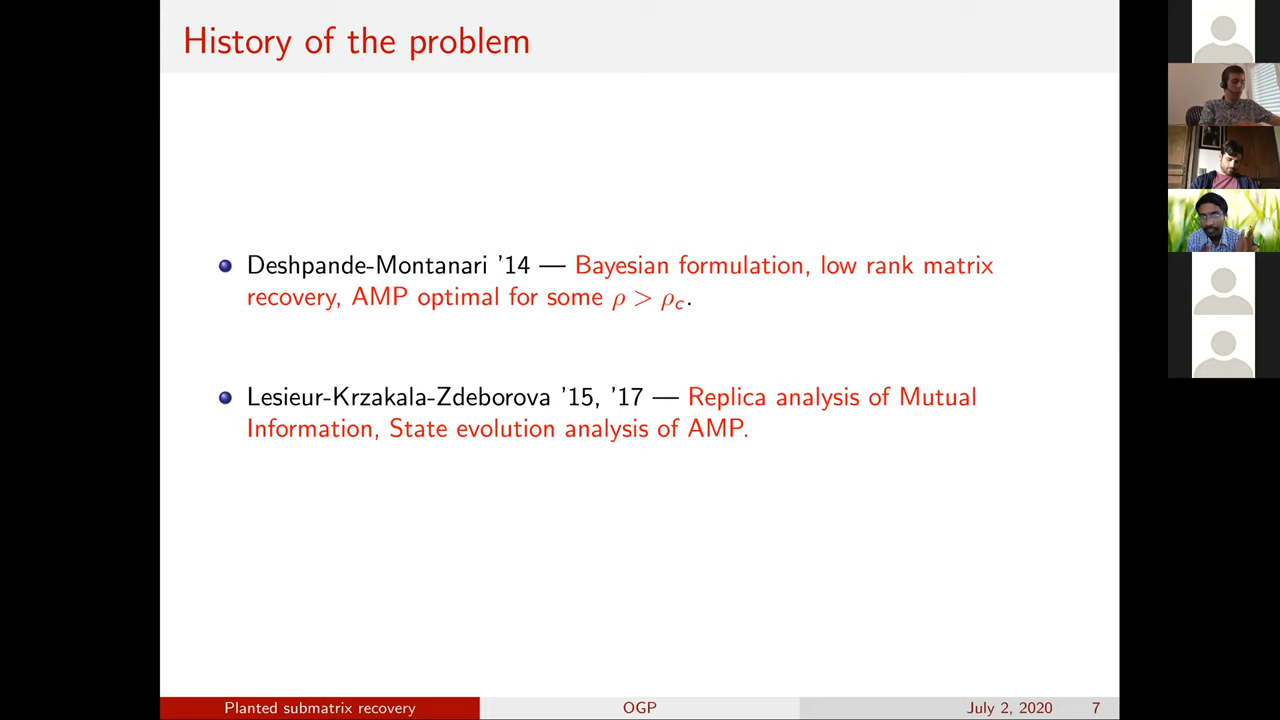 History of the problem
Deshpande-Montanari ’14 — Bayesian formulation, low rank matrix
recovery, AMP optimal for some ρ > ρc.
Lesieur-Krzakala-Zdeborova ’15, ’17 — Replica analysis of Mutual
Information, State evolution analysis of AMP.
Planted submatrix recovery OGP July 2, 2020 7